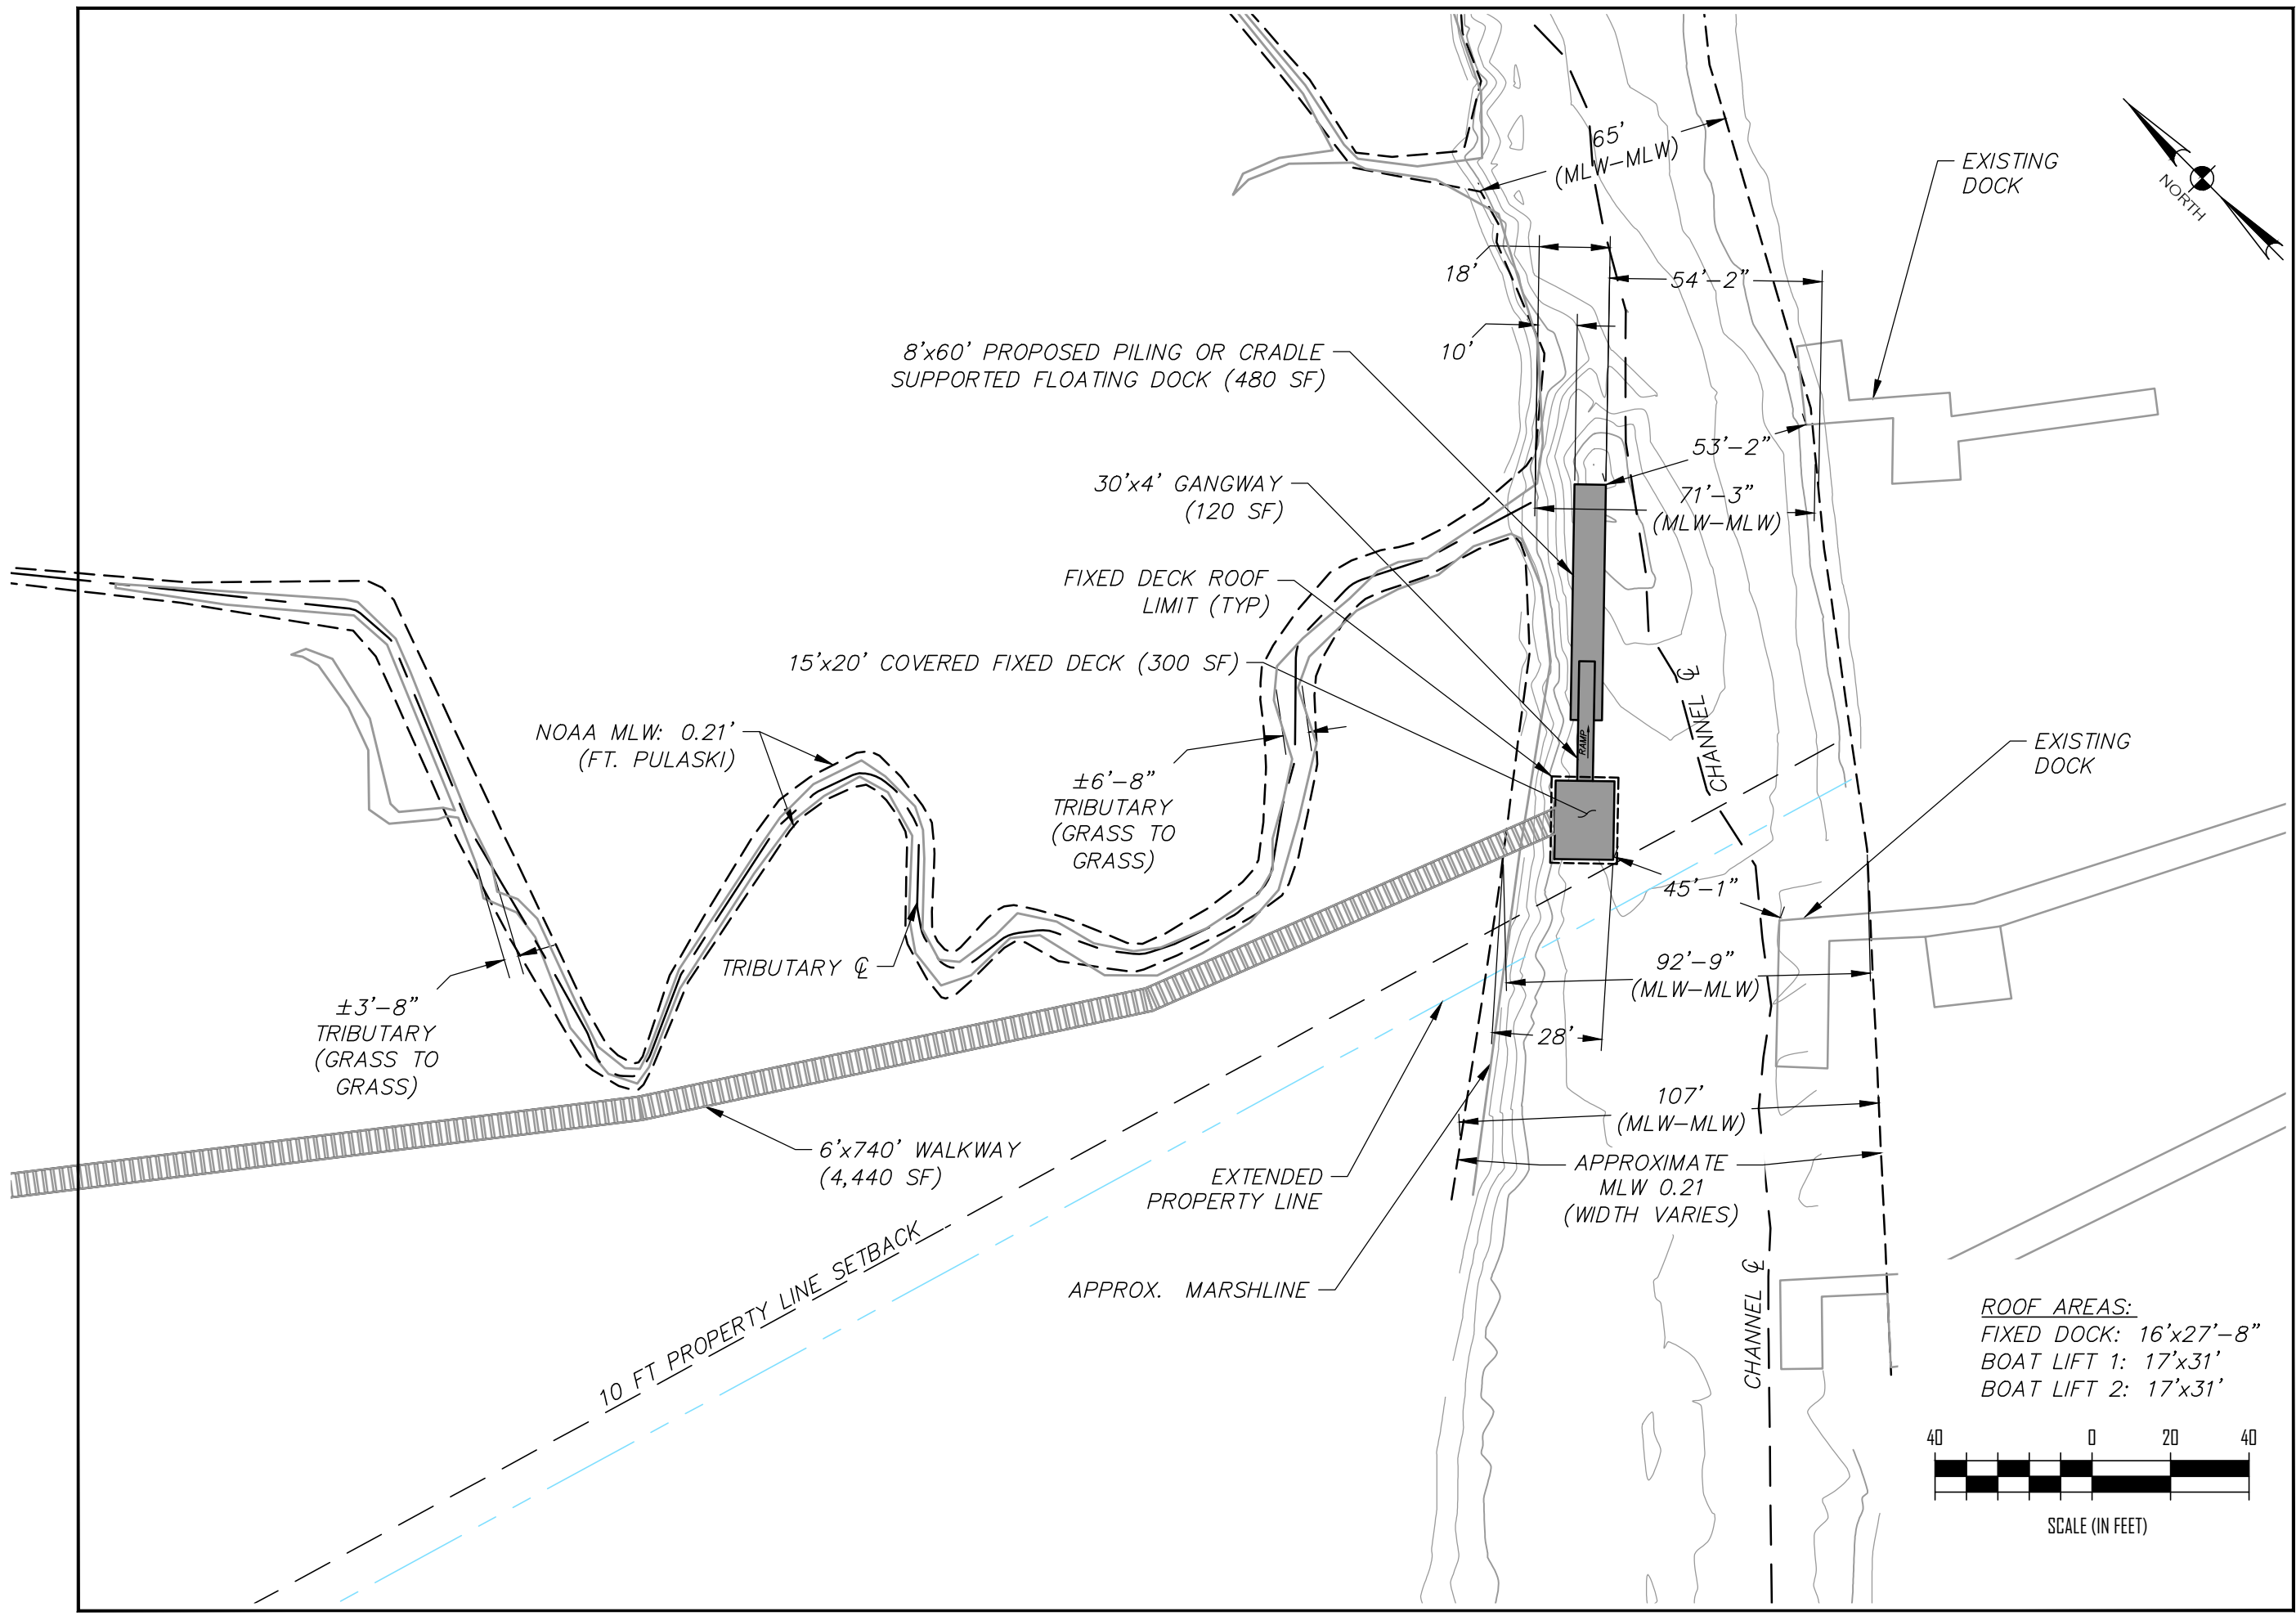 65'
(MLW-MLW)
EXISTING
DOCK
NORTH
18'
54'-2"
10'
8'x60' PROPOSED PILING OR CRADLE
SUPPORTED FLOATING DOCK (480 SF)
53'-2"
30'x4' GANGWAY
(120 SF)
71'-3"
(MLW-MLW)
FIXED DECK ROOF
LIMIT (TYP)
15'x20' COVERED FIXED DECK (300 SF)
CHANNEL ℄
NOAA MLW: 0.21'
(FT. PULASKI)
RAMP
EXISTING
DOCK
±6'-8"
TRIBUTARY
(GRASS TO
GRASS)
45'-1"
TRIBUTARY ℄
92'-9"
(MLW-MLW)
±3'-8"
TRIBUTARY
(GRASS TO
GRASS)
28'
107'
(MLW-MLW)
6'x740' WALKWAY
(4,440 SF)
EXTENDED
PROPERTY LINE
APPROXIMATE
MLW 0.21
(WIDTH VARIES)
10 FT PROPERTY LINE SETBACK
APPROX. MARSHLINE
CHANNEL ℄
ROOF AREAS:
FIXED DOCK: 16'x27'-8"
BOAT LIFT 1: 17'x31'
BOAT LIFT 2: 17'x31'
40 0 20 40
SCALE (IN FEET)